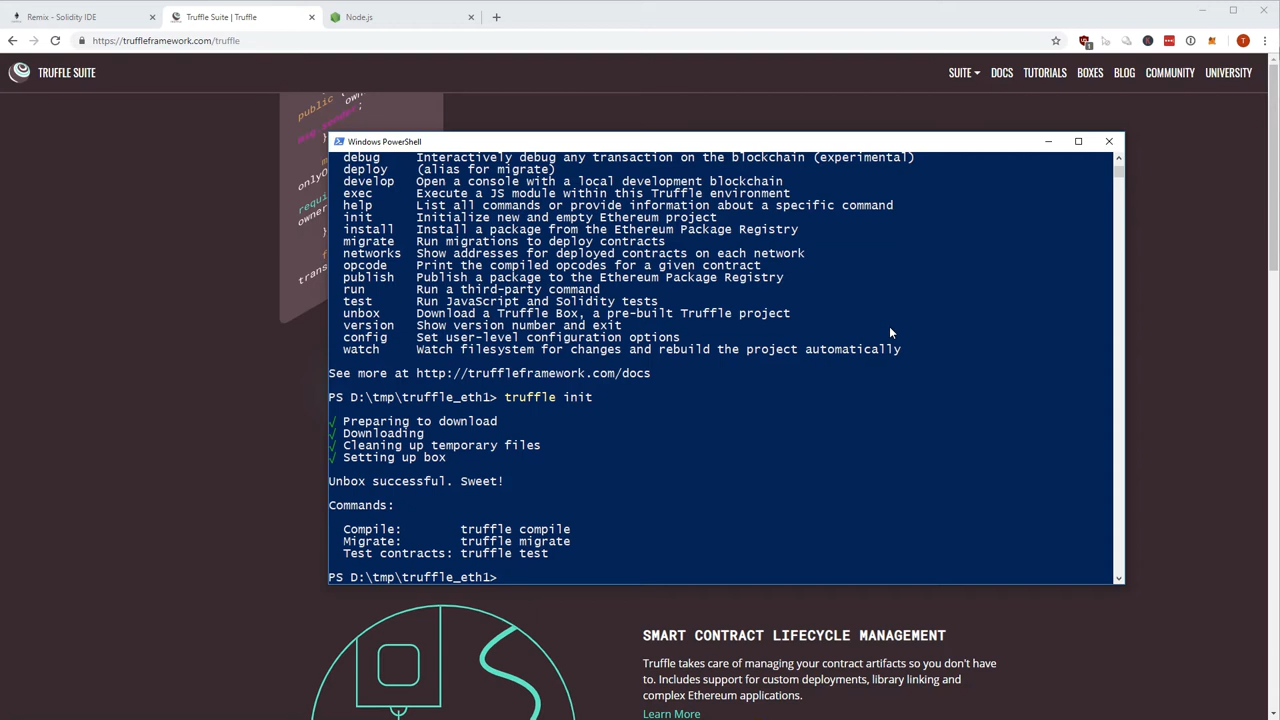 Remix - Solidity IDE
Truffle Suite | Truffle
Node.js
https://truffleframework.com/truffle
1
T
TRUFFLE SUITE
SUITE
DOCS
TUTORIALS
BOXES
BLOG
COMMUNITY
UNIVERSITY
public {
msg.sender;
}
Windows PowerShell
debug Interactively debug any transaction on the blockchain (experimental)
deploy (alias for migrate)
develop Open a console with a local development blockchain
exec Execute a JS module within this Truffle environment
help List all commands or provide information about a specific command
init Initialize new and empty Ethereum project
install Install a package from the Ethereum Package Registry
migrate Run migrations to deploy contracts
networks Show addresses for deployed contracts on each network
opcode Print the compiled opcodes for a given contract
publish Publish a package to the Ethereum Package Registry
run Run a third-party command
test Run JavaScript and Solidity tests
unbox Download a Truffle Box, a pre-built Truffle project
version Show version number and exit
config Set user-level configuration options
watch Watch filesystem for changes and rebuild the project automatically
See more at http://truffleframework.com/docs
PS D:\tmp\truffle_eth1> truffle init
√ Preparing to download
√ Downloading
√ Cleaning up temporary files
√ Setting up box
Unbox successful. Sweet!
Commands:
Compile: truffle compile
Migrate: truffle migrate
Test contracts: truffle test
PS D:\tmp\truffle_eth1>
SMART CONTRACT LIFECYCLE MANAGEMENT
Truffle takes care of managing your contract artifacts so you don't have
to. Includes support for custom deployments, library linking and
complex Ethereum applications.
Learn More